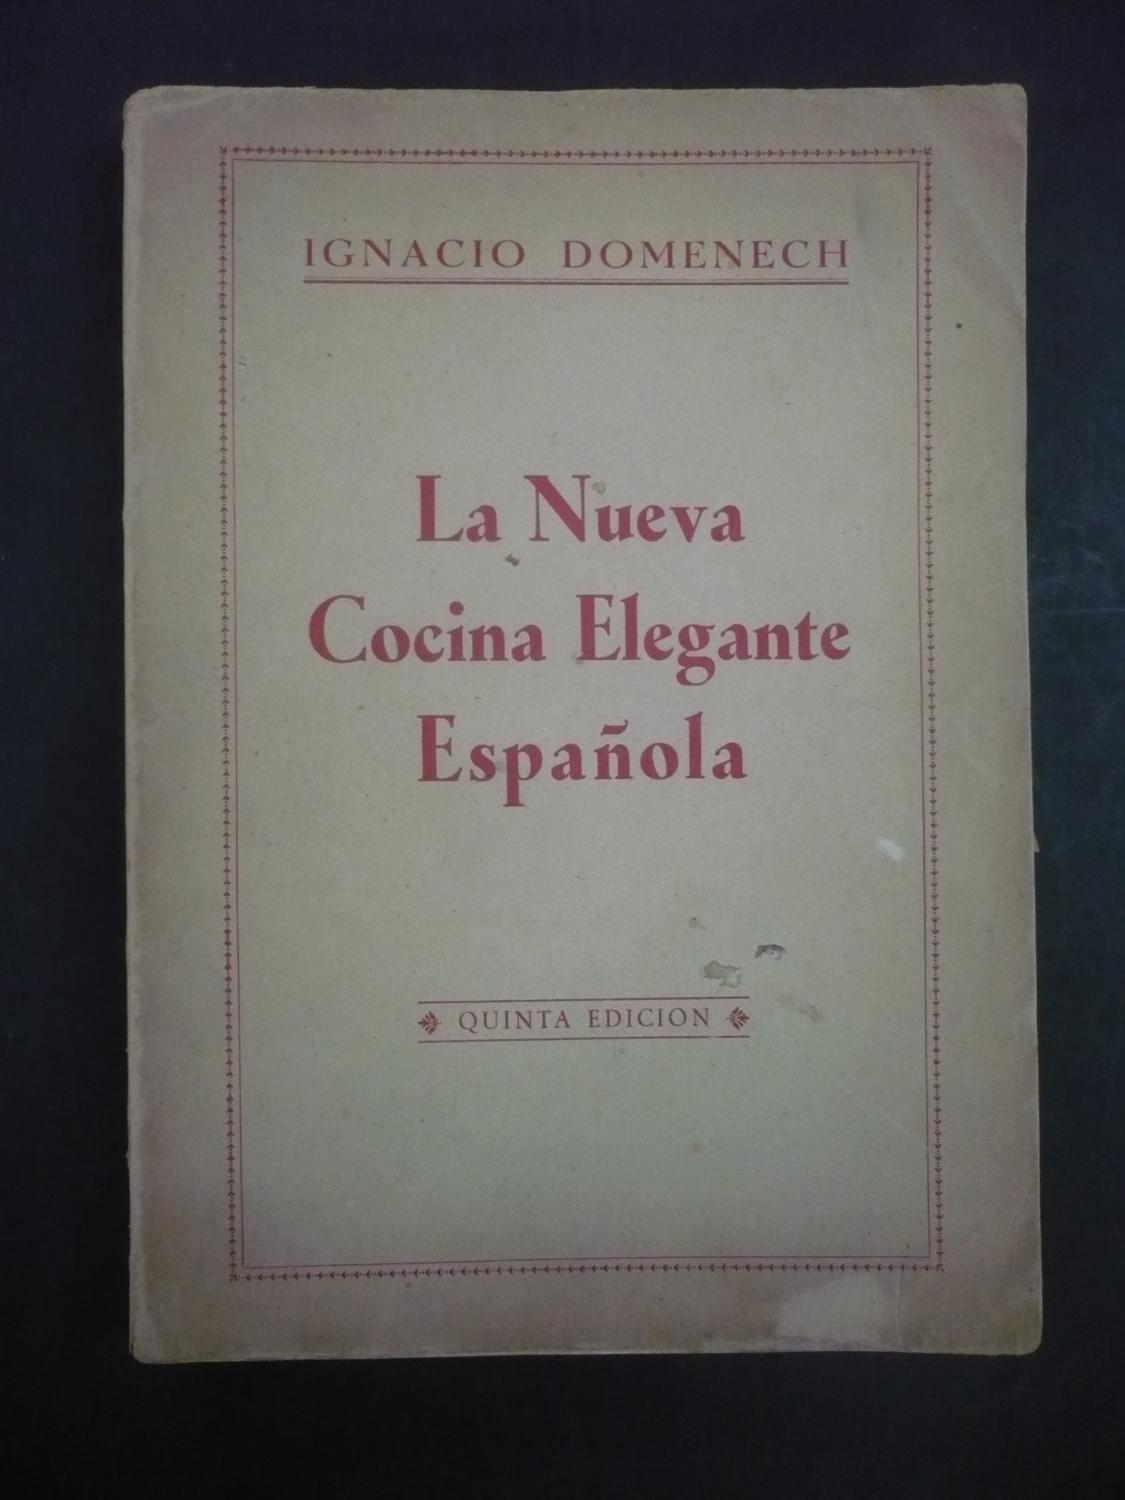 IGNACIO DOMENECH
La Nueva
Cocina Elegante
Española
QUINTA EDICION